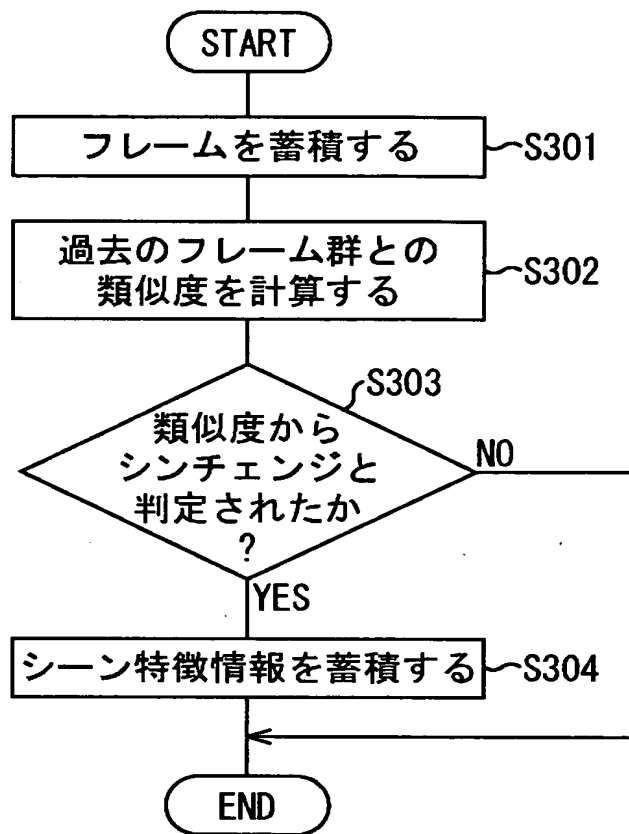 START
フレームを蓄積する
S301
過去のフレーム群との
類似度を計算する
S302
S303
類似度から
シンチェンジと
判定されたか
?
NO
YES
シーン特徴情報を蓄積する
S304
END